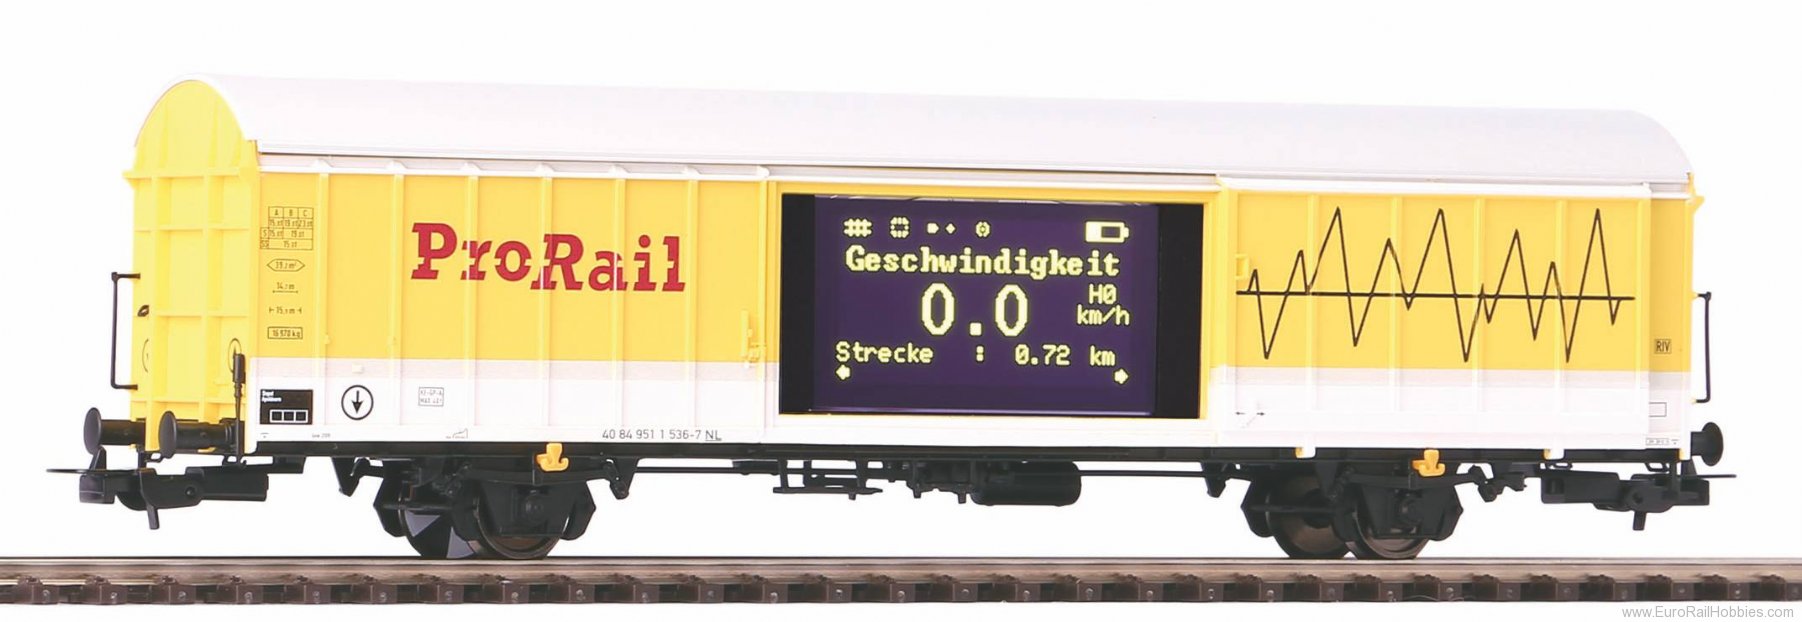 A B C
S
SS
ProRail
Geschwindigkeit
0.0
H0
km/h
Strecke : 0.72 km
RIV
40 84 951 1 536-7 NL
www.EuroRailHobbies.com